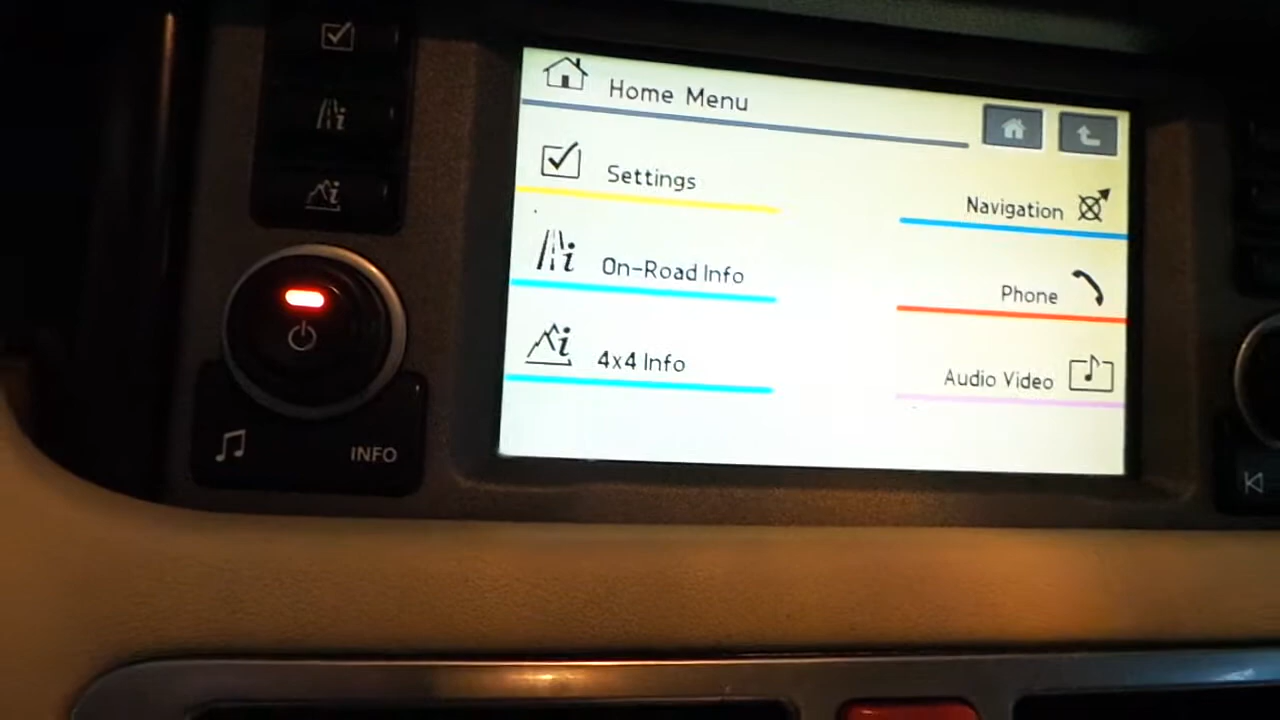 Home Menu
Settings
Navigation
On-Road Info
Phone
4x4 Info
Audio Video
INFO